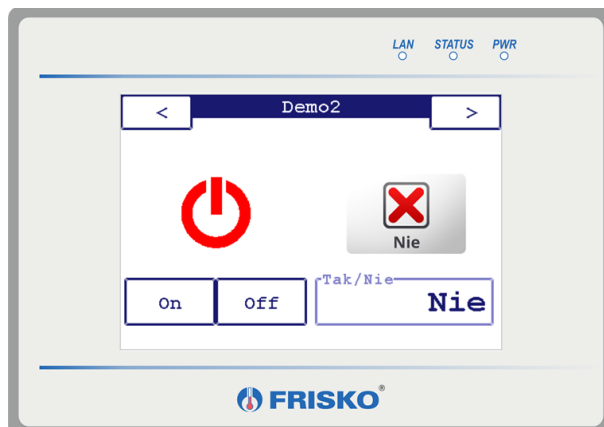 LAN STATUS PWR
< Demo2 >
Nie
Tak/Nie
On Off Nie
FRISKO®